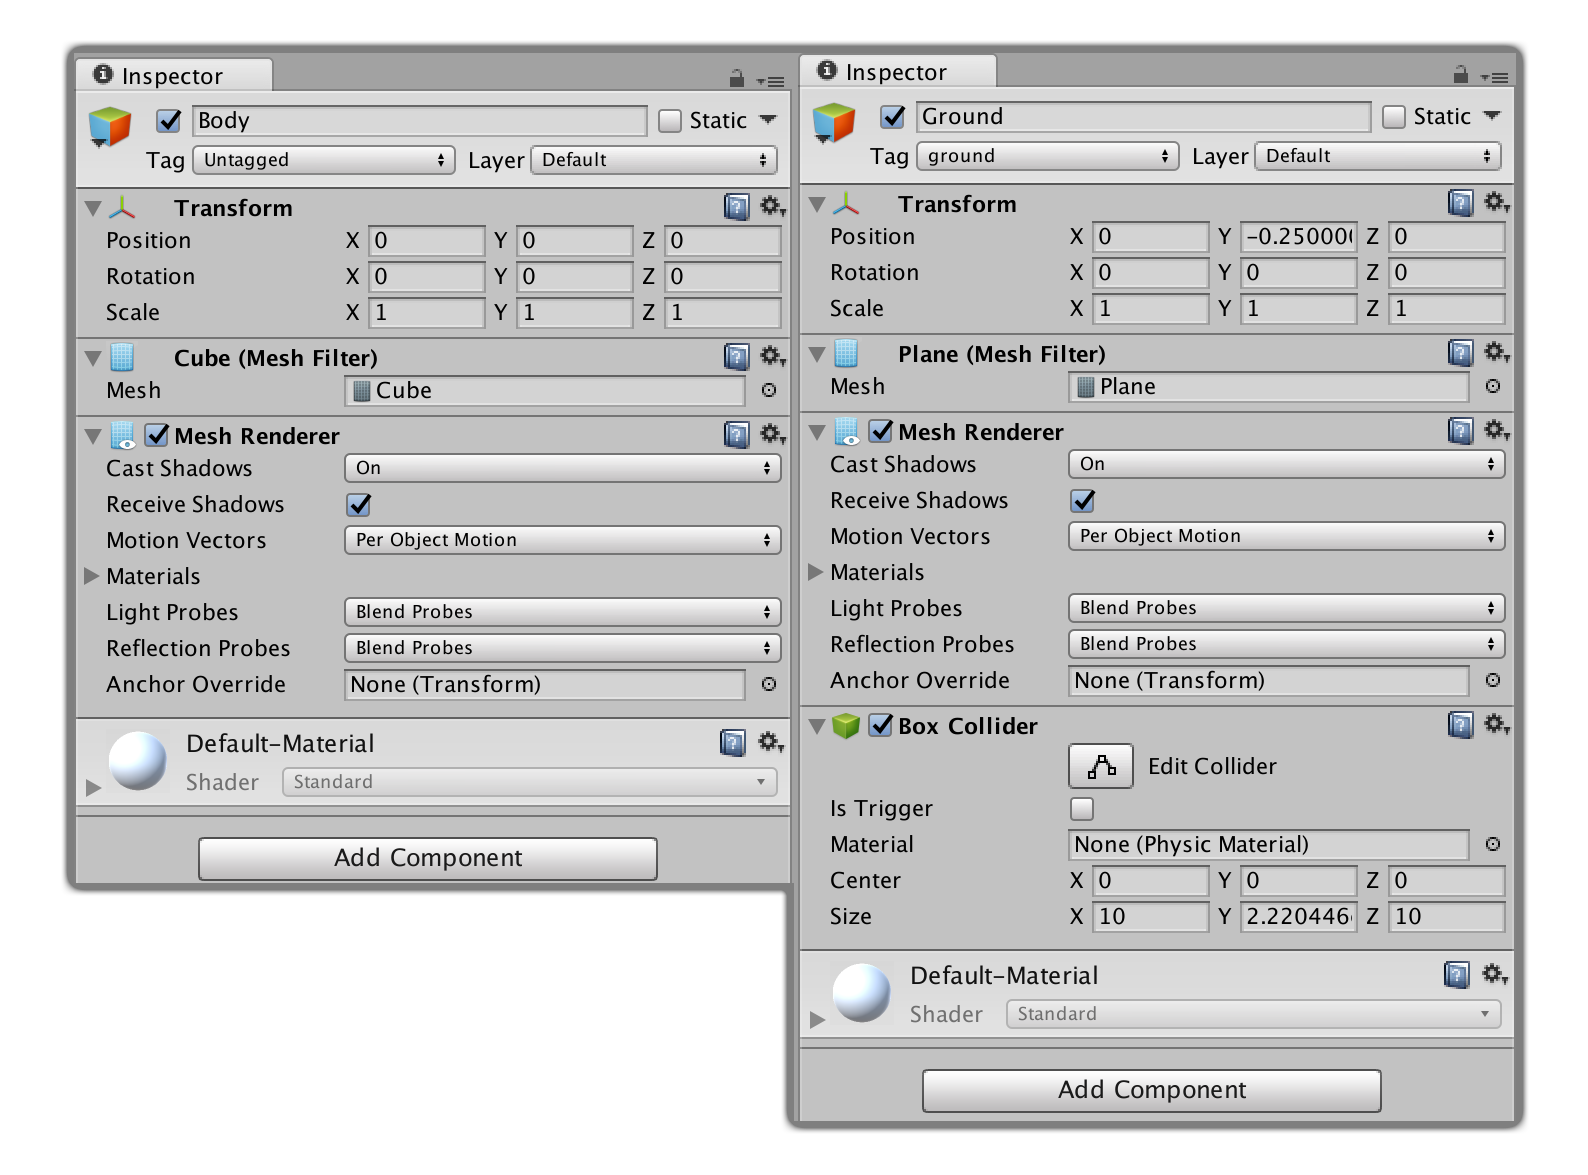 Inspector
Body
Static
Tag Untagged Layer Default
Transform
Position X 0 Y 0 Z 0
Rotation X 0 Y 0 Z 0
Scale X 1 Y 1 Z 1
Cube (Mesh Filter)
Mesh Cube
Mesh Renderer
Cast Shadows On
Receive Shadows
Motion Vectors Per Object Motion
Materials
Light Probes Blend Probes
Reflection Probes Blend Probes
Anchor Override None (Transform)
Default-Material
Shader Standard
Add Component
Inspector
Ground
Static
Tag ground Layer Default
Transform
Position X 0 Y -0.25000 Z 0
Rotation X 0 Y 0 Z 0
Scale X 1 Y 1 Z 1
Plane (Mesh Filter)
Mesh Plane
Mesh Renderer
Cast Shadows On
Receive Shadows
Motion Vectors Per Object Motion
Materials
Light Probes Blend Probes
Reflection Probes Blend Probes
Anchor Override None (Transform)
Box Collider
Edit Collider
Is Trigger
Material None (Physic Material)
Center X 0 Y 0 Z 0
Size X 10 Y 2.220446 Z 10
Default-Material
Shader Standard
Add Component